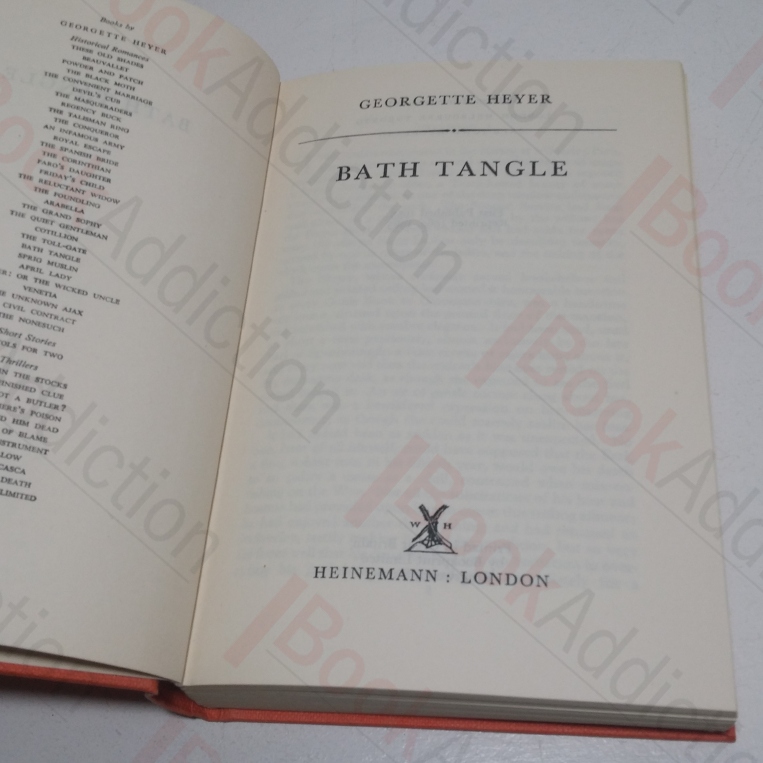 Books by
GEORGETTE HEYER
Historical Romances
THESE OLD SHADES
BEAUVALLET
POWDER AND PATCH
THE BLACK MOTH
THE CONVENIENT MARRIAGE
DEVIL'S CUB
THE MASQUERADERS
REGENCY BUCK
THE TALISMAN RING
THE CONQUEROR
AN INFAMOUS ARMY
ROYAL ESCAPE
THE SPANISH BRIDE
THE CORINTHIAN
FARO'S DAUGHTER
FRIDAY'S CHILD
THE RELUCTANT WIDOW
THE FOUNDLING
ARABELLA
THE GRAND SOPHY
THE QUIET GENTLEMAN
COTILLION
THE TOLL-GATE
BATH TANGLE
SPRIG MUSLIN
APRIL LADY
OR THE WICKED UNCLE
VENETIA
UNKNOWN AJAX
CIVIL CONTRACT
THE NONESUCH
Short Stories
FOR TWO
Thrillers
IN THE STOCKS
CLUE
A BUTLER?
POISON
HIM DEAD
OF BLAME
CASCA
DEATH
GEORGETTE HEYER
BATH TANGLE
W H
HEINEMANN : LONDON
BookAddiction